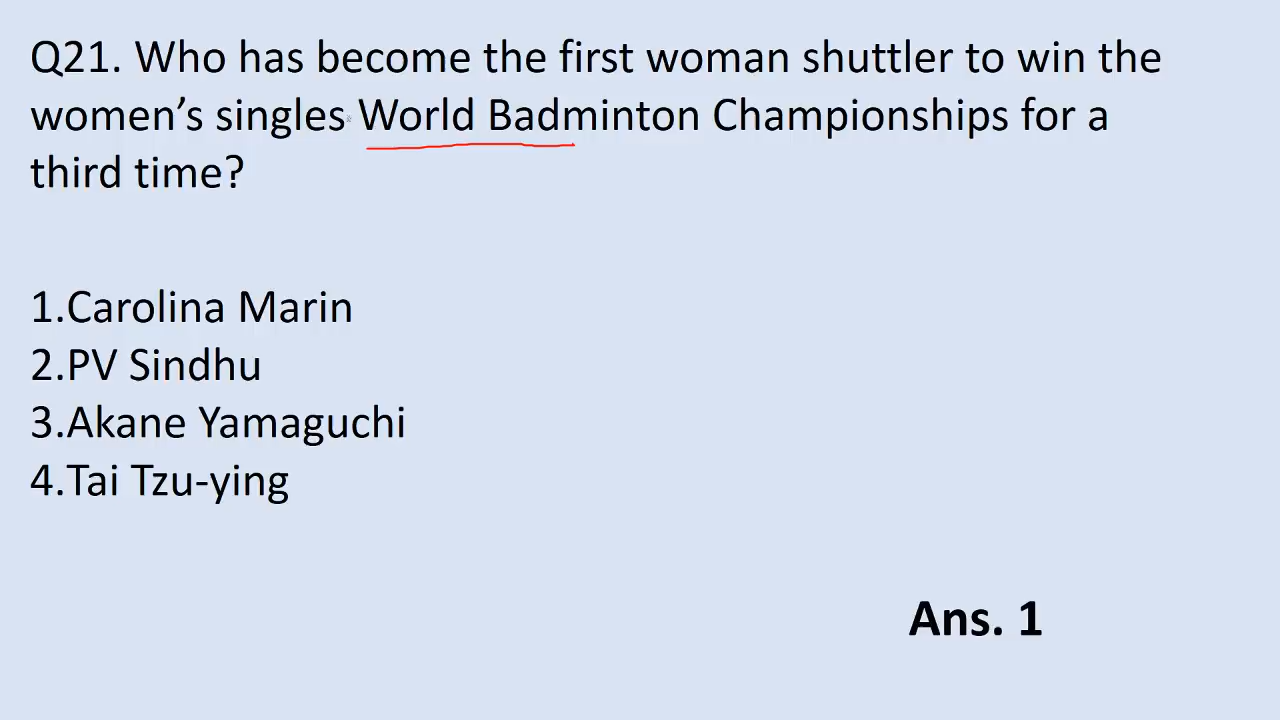 Q21. Who has become the first woman shuttler to win the
women’s singles World Badminton Championships for a
third time?
1.Carolina Marin
2.PV Sindhu
3.Akane Yamaguchi
4.Tai Tzu-ying
Ans. 1